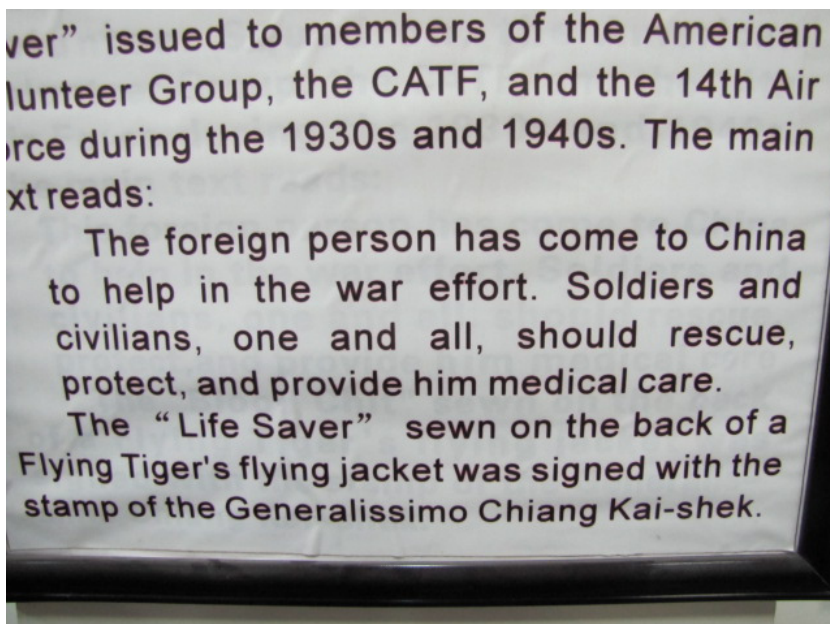 ver” issued to members of the American
lunteer Group, the CATF, and the 14th Air
orce during the 1930s and 1940s. The main
xt reads:
The foreign person has come to China
to help in the war effort. Soldiers and
civilians, one and all, should rescue,
protect, and provide him medical care.
The “Life Saver” sewn on the back of a
Flying Tiger's flying jacket was signed with the
stamp of the Generalissimo Chiang Kai-shek.